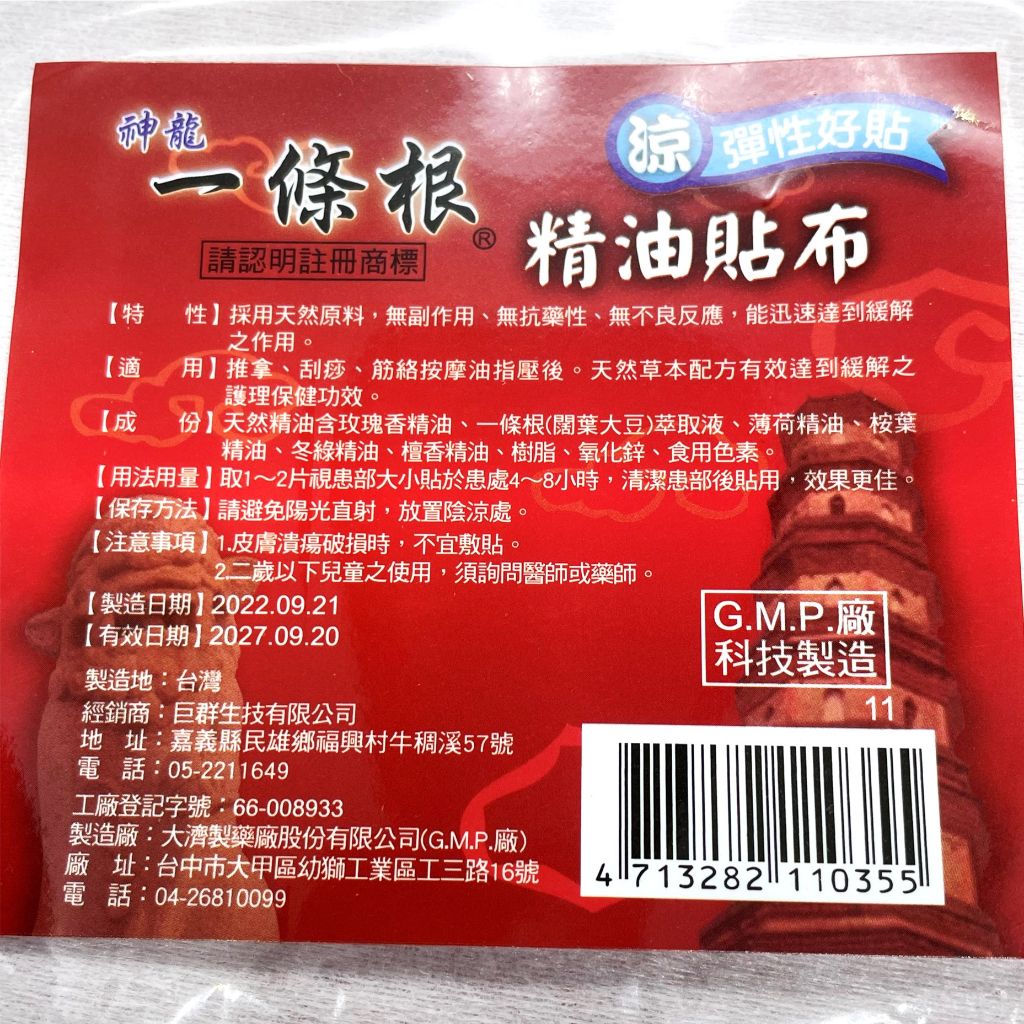 神龍
一條根®
請認明註冊商標
涼 彈性好貼
精油貼布
【特　　性】採用天然原料，無副作用、無抗藥性、無不良反應，能迅速達到緩解
之作用。
【適　　用】推拿、刮痧、筋絡按摩油指壓後。天然草本配方有效達到緩解之
護理保健功效。
【成　　份】天然精油含玫瑰香精油、一條根(闊葉大豆)萃取液、薄荷精油、桉葉
精油、冬綠精油、檀香精油、樹脂、氧化鋅、食用色素。
【用法用量】取1～2片視患部大小貼於患處4～8小時，清潔患部後貼用，效果更佳。
【保存方法】請避免陽光直射，放置陰涼處。
【注意事項】1.皮膚潰瘍破損時，不宜敷貼。
2.二歲以下兒童之使用，須詢問醫師或藥師。
【製造日期】2022.09.21
【有效日期】2027.09.20
G.M.P.廠
科技製造
11
製造地：台灣
經銷商：巨群生技有限公司
地　址：嘉義縣民雄鄉福興村牛稠溪57號
電　話：05-2211649
工廠登記字號：66-008933
製造廠：大濟製藥廠股份有限公司(G.M.P.廠)
廠　址：台中市大甲區幼獅工業區工三路16號
電　話：04-26810099
4 713282 110355